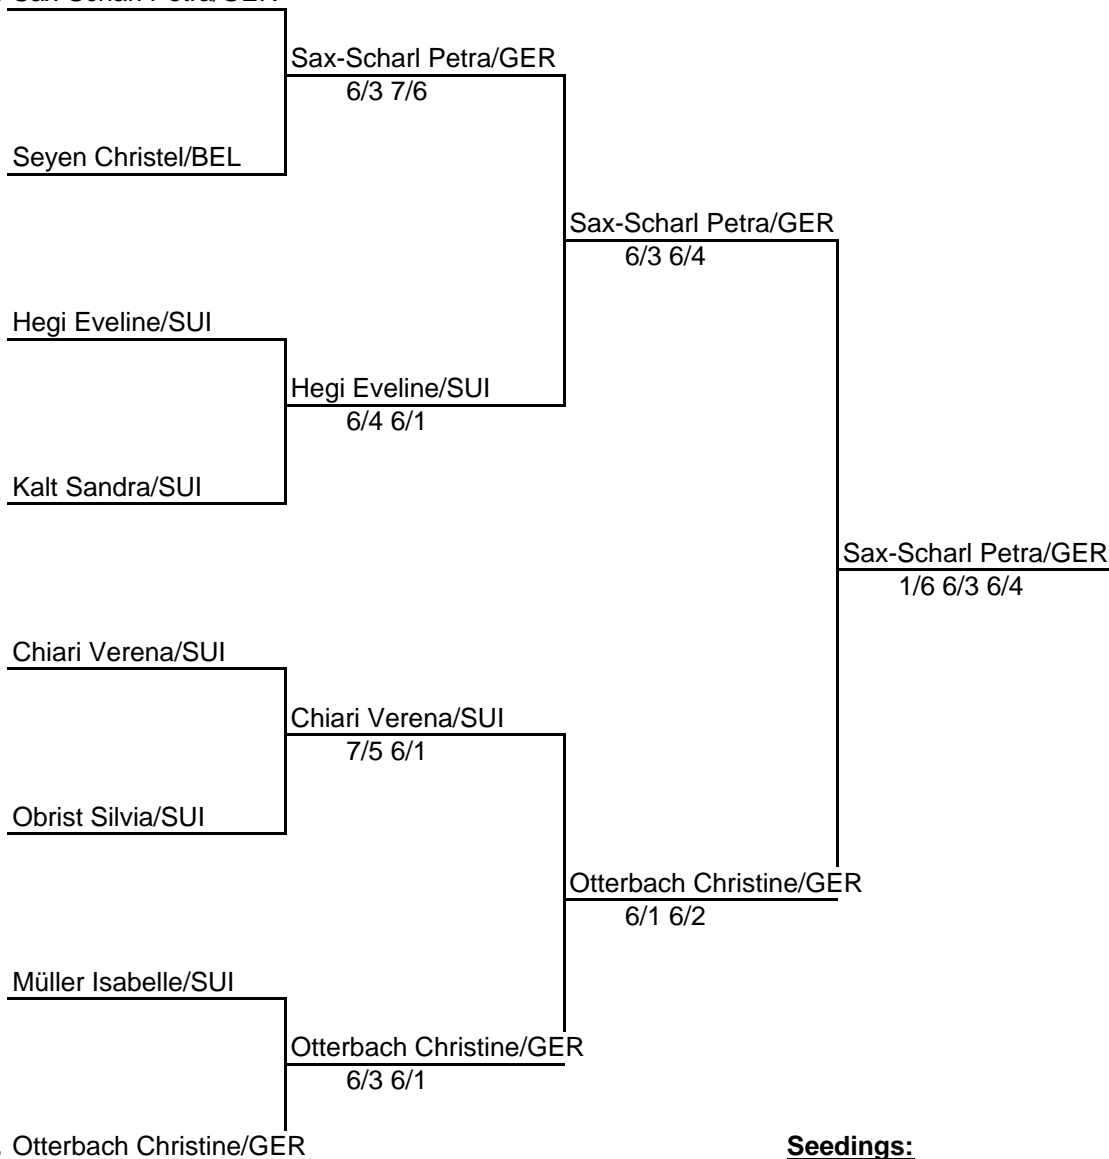 Sax-Scharl Petra/GER
Sax-Scharl Petra/GER
6/3 7/6
Seyen Christel/BEL
Sax-Scharl Petra/GER
6/3 6/4
Hegi Eveline/SUI
Hegi Eveline/SUI
6/4 6/1
Kalt Sandra/SUI
Sax-Scharl Petra/GER
1/6 6/3 6/4
Chiari Verena/SUI
Chiari Verena/SUI
7/5 6/1
Obrist Silvia/SUI
Otterbach Christine/GER
6/1 6/2
Müller Isabelle/SUI
Otterbach Christine/GER
6/3 6/1
Otterbach Christine/GER
Seedings: